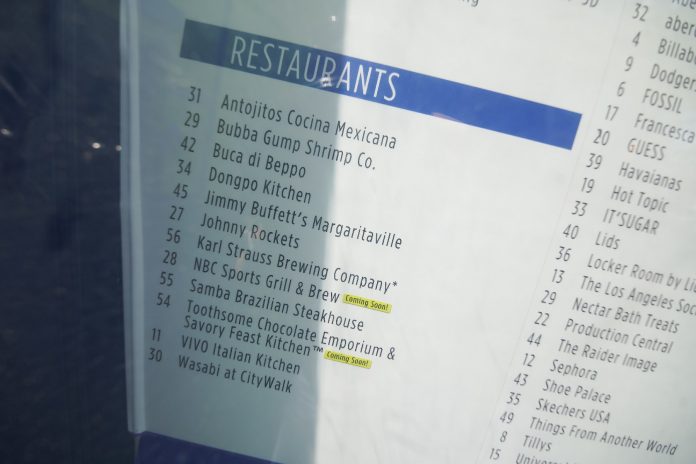 RESTAURANTS
31 Antojitos Cocina Mexicana
29 Bubba Gump Shrimp Co.
42 Buca di Beppo
34 Dongpo Kitchen
45 Jimmy Buffett's Margaritaville
27 Johnny Rockets
56 Karl Strauss Brewing Company*
28 NBC Sports Grill & Brew Coming Soon!
55 Samba Brazilian Steakhouse
54 Toothsome Chocolate Emporium &
Savory Feast Kitchen™ Coming Soon!
11 VIVO Italian Kitchen
30 Wasabi at CityWalk
32 aber
4 Billabo
9 Dodger
6 FOSSIL
17 Francesca
20 GUESS
39 Havaianas
19 Hot Topic
33 IT'SUGAR
40 Lids
36 Locker Room by Li
13 The Los Angeles Soc
29 Nectar Bath Treats
22 Production Central
44 The Raider Image
12 Sephora
43 Shoe Palace
35 Skechers USA
49 Things From Another World
8 Tillys
15